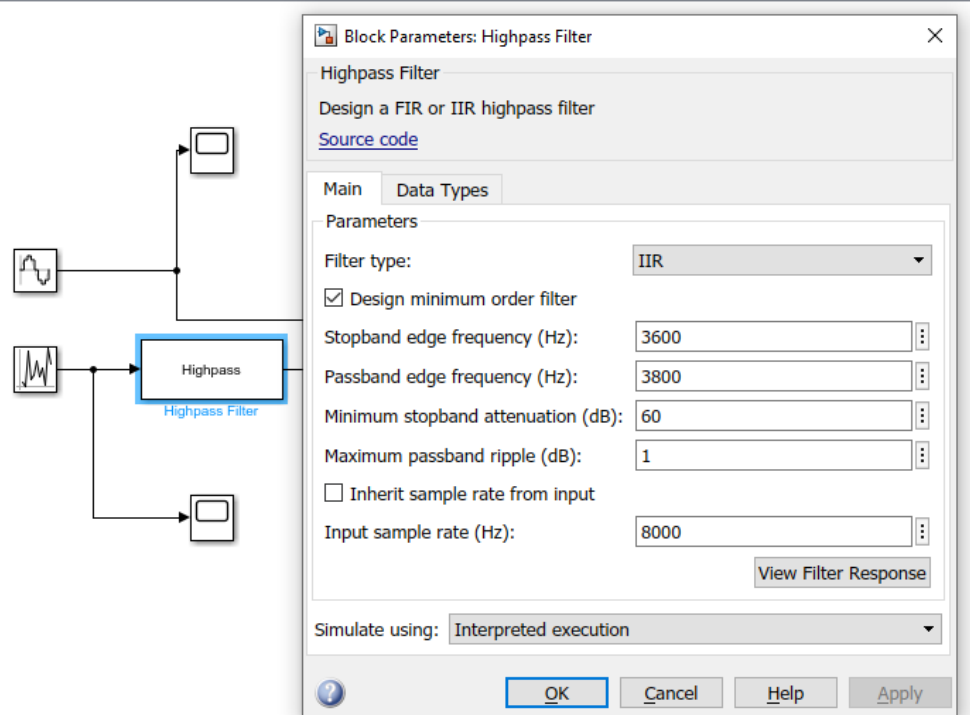 Block Parameters: Highpass Filter
Highpass Filter
Design a FIR or IIR highpass filter
Source code
Main Data Types
Parameters
Filter type: IIR
Design minimum order filter
Stopband edge frequency (Hz): 3600
Passband edge frequency (Hz): 3800
Minimum stopband attenuation (dB): 60
Maximum passband ripple (dB): 1
Inherit sample rate from input
Input sample rate (Hz): 8000
View Filter Response
Simulate using: Interpreted execution
? OK Cancel Help Apply
Highpass
Highpass Filter